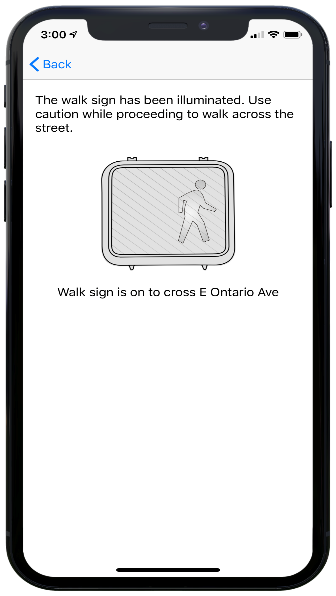 3:00
Back
The walk sign has been illuminated. Use
caution while proceeding to walk across the
street.
Walk sign is on to cross E Ontario Ave